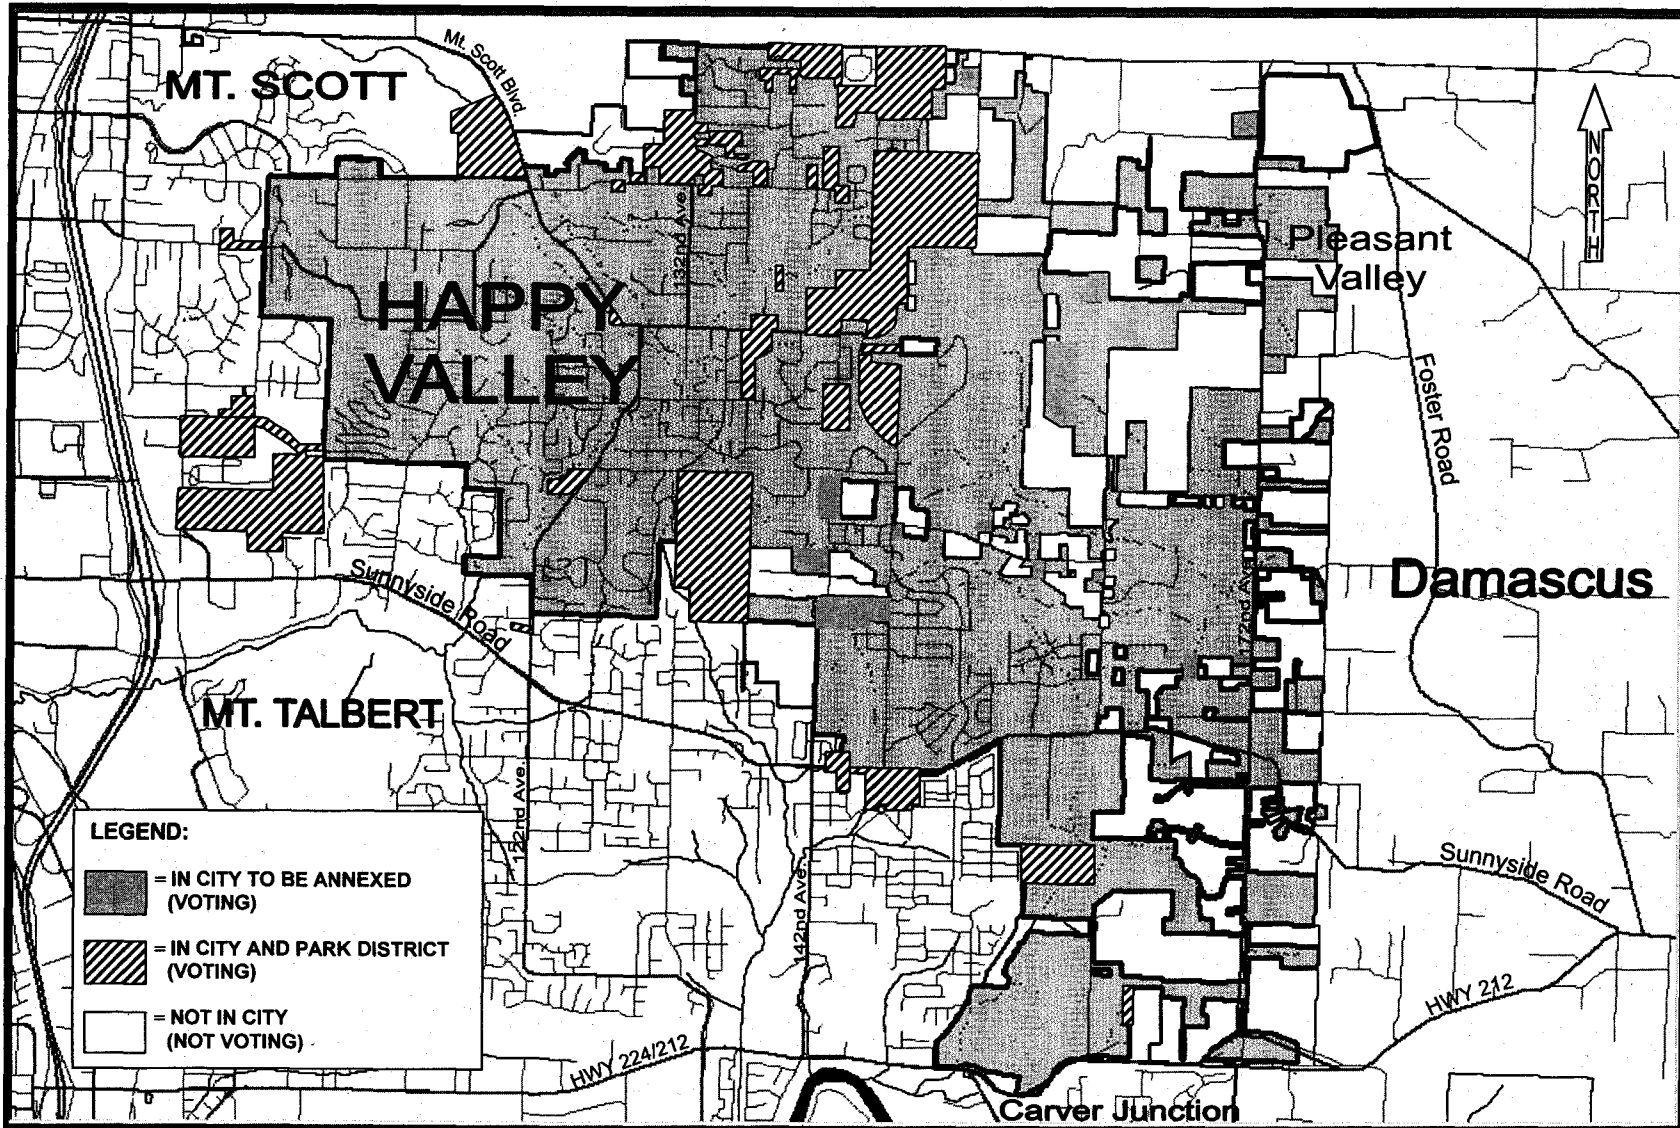 Mt. Scott Blvd.
MT. SCOTT
NORTH
132nd Ave.
Pleasant
Valley
HAPPY
VALLEY
Foster Road
Sunnyside Road
Damascus
172nd Ave.
MT. TALBERT
122nd Ave.
142nd Ave.
LEGEND:
= IN CITY TO BE ANNEXED
(VOTING)
= IN CITY AND PARK DISTRICT
(VOTING)
= NOT IN CITY
(NOT VOTING)
Sunnyside Road
HWY 212
HWY 224/212
Carver Junction